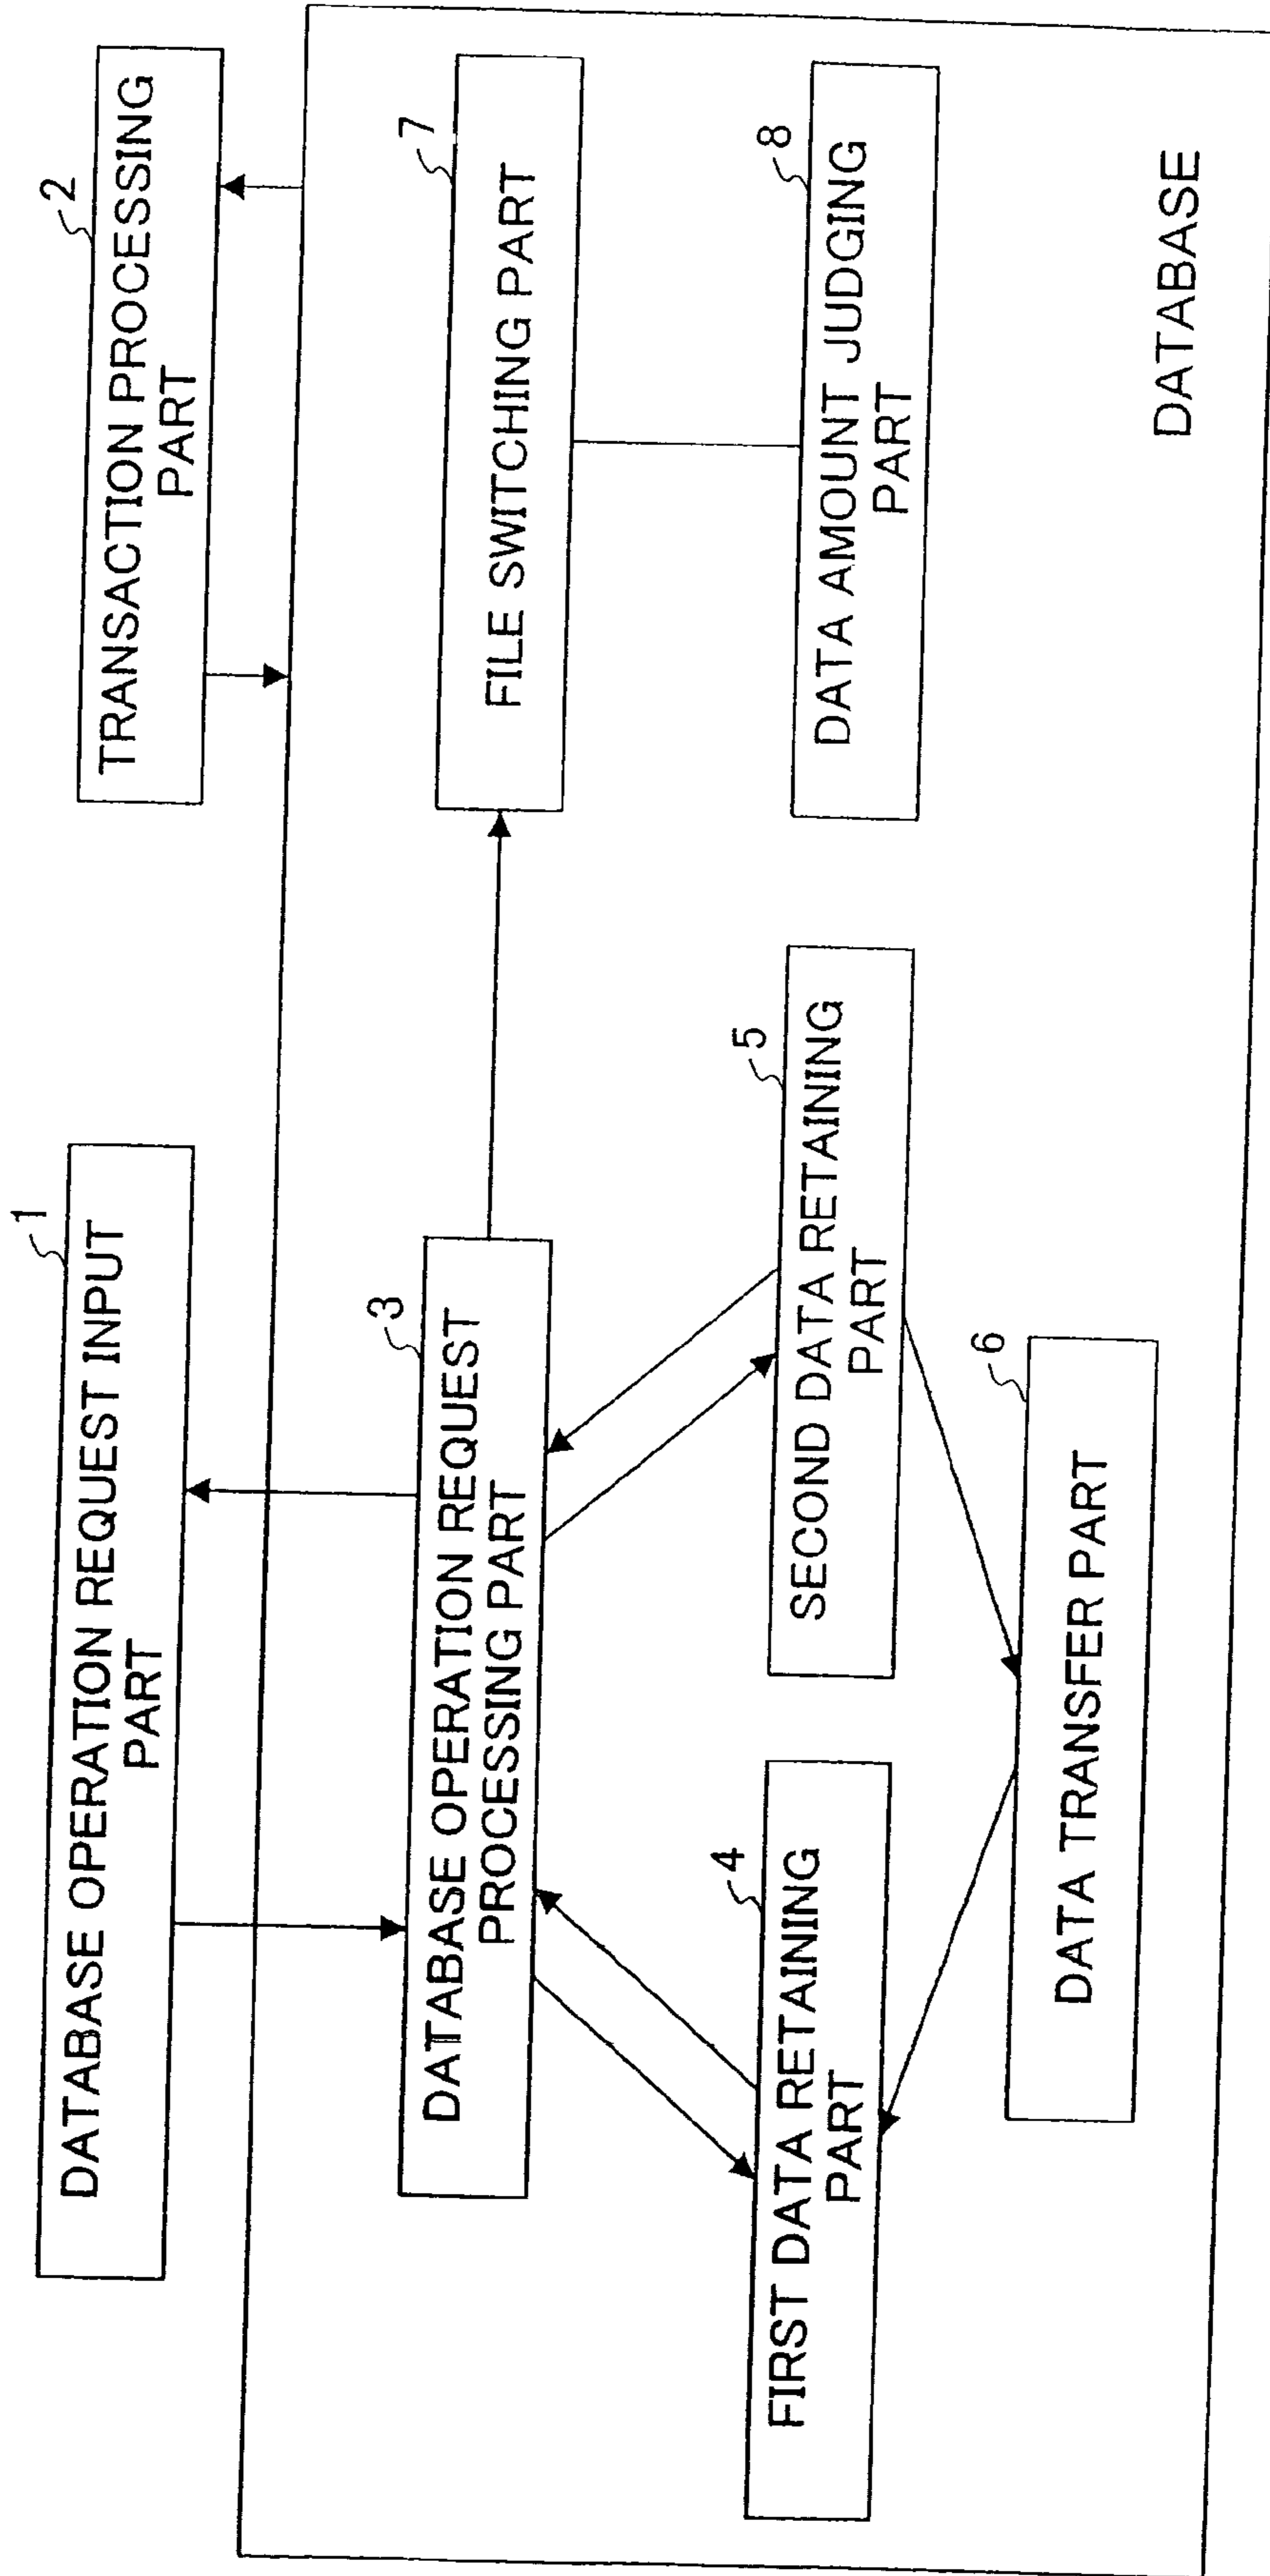 1
DATABASE OPERATION REQUEST INPUT
PART
2
TRANSACTION PROCESSING
PART
3
DATABASE OPERATION REQUEST
PROCESSING PART
7
FILE SWITCHING PART
4
FIRST DATA RETAINING
PART
5
SECOND DATA RETAINING
PART
8
DATA AMOUNT JUDGING
PART
6
DATA TRANSFER PART
DATABASE